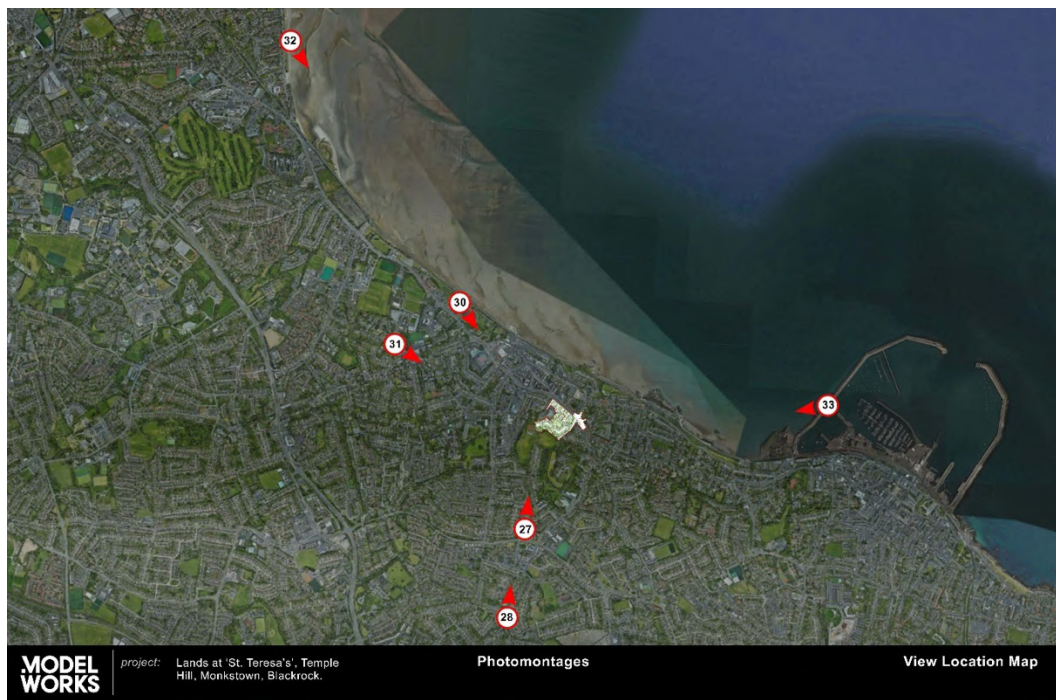 32
30
31
33
27
28
MODEL
WORKS
project:
Lands at 'St. Teresa's', Temple
Hill, Monkstown, Blackrock.
Photomontages
View Location Map